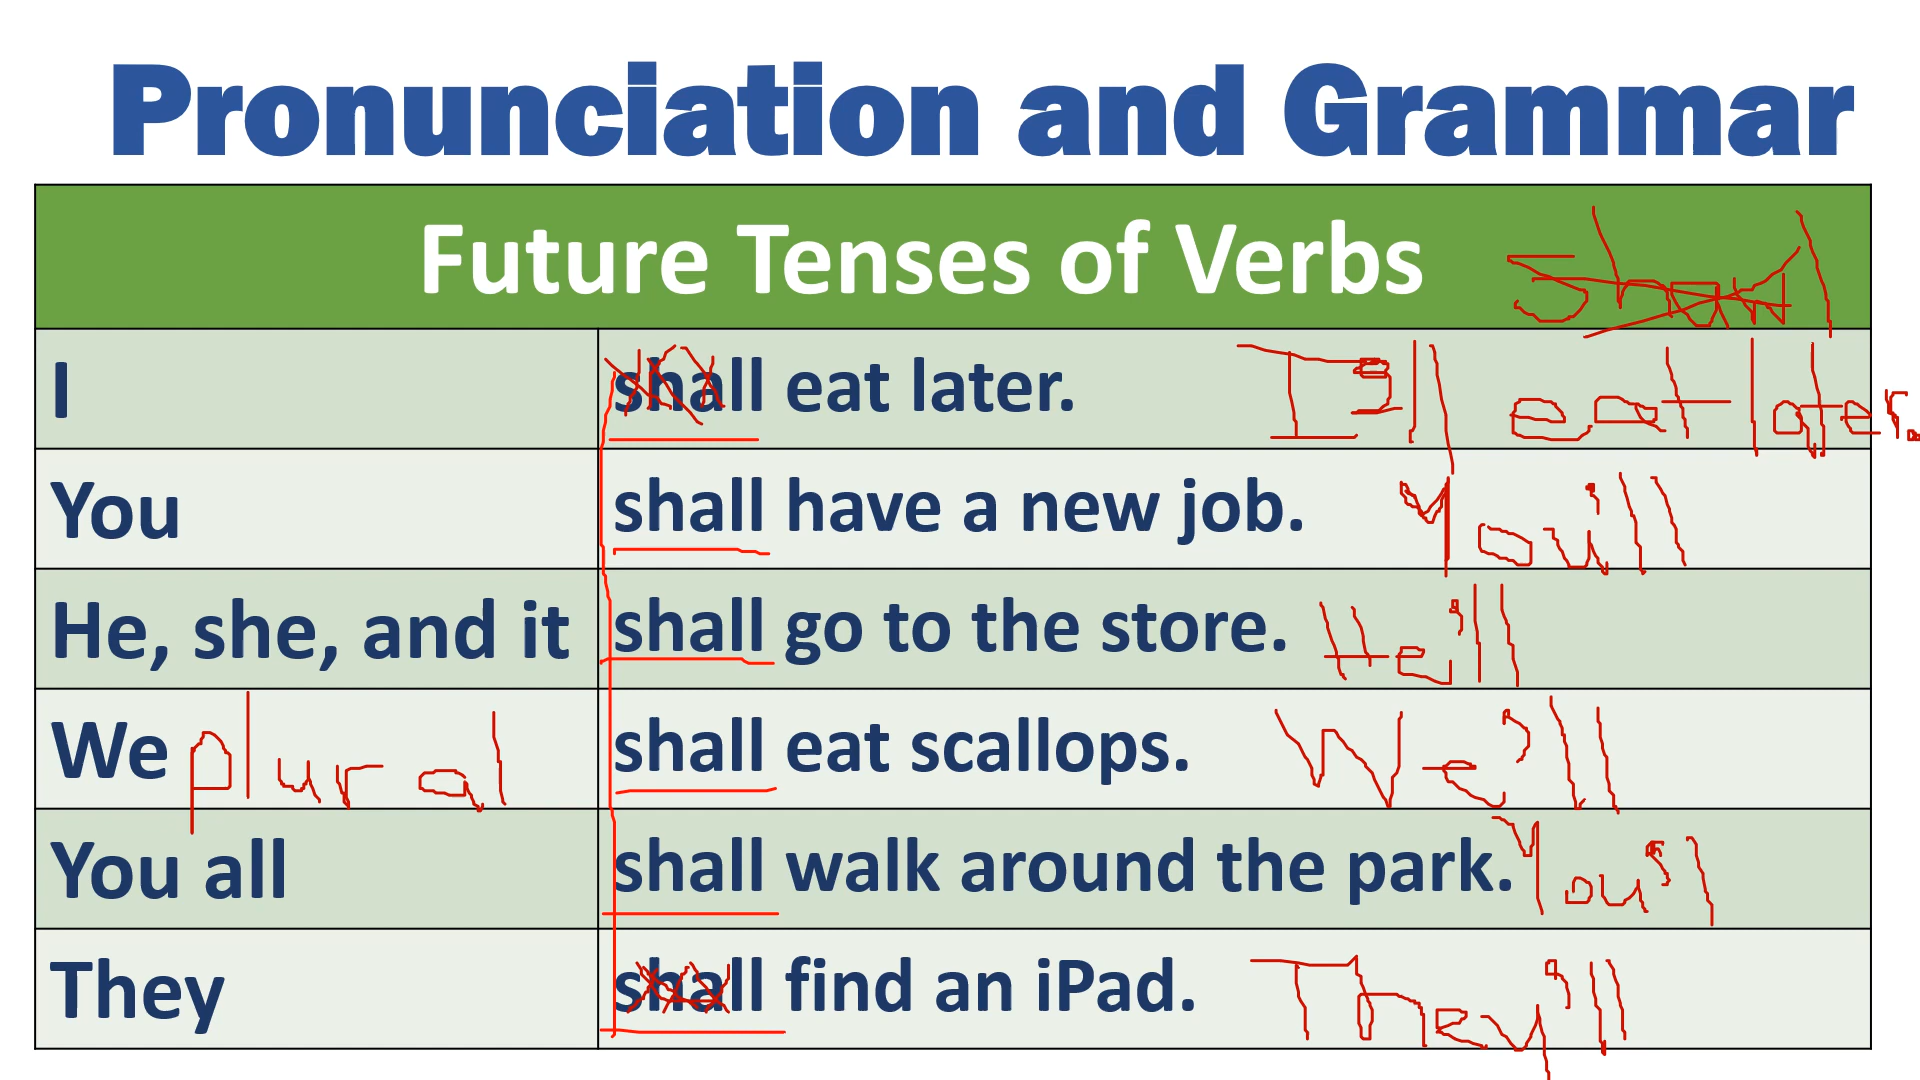 Pronunciation and Grammar
Future Tenses of Verbs
I shall eat later. I'll eat later.
You shall have a new job. You'll
He, she, and it shall go to the store. He'll
We plural shall eat scallops. We'll
You all shall walk around the park. You'll
They shall find an iPad. They'll